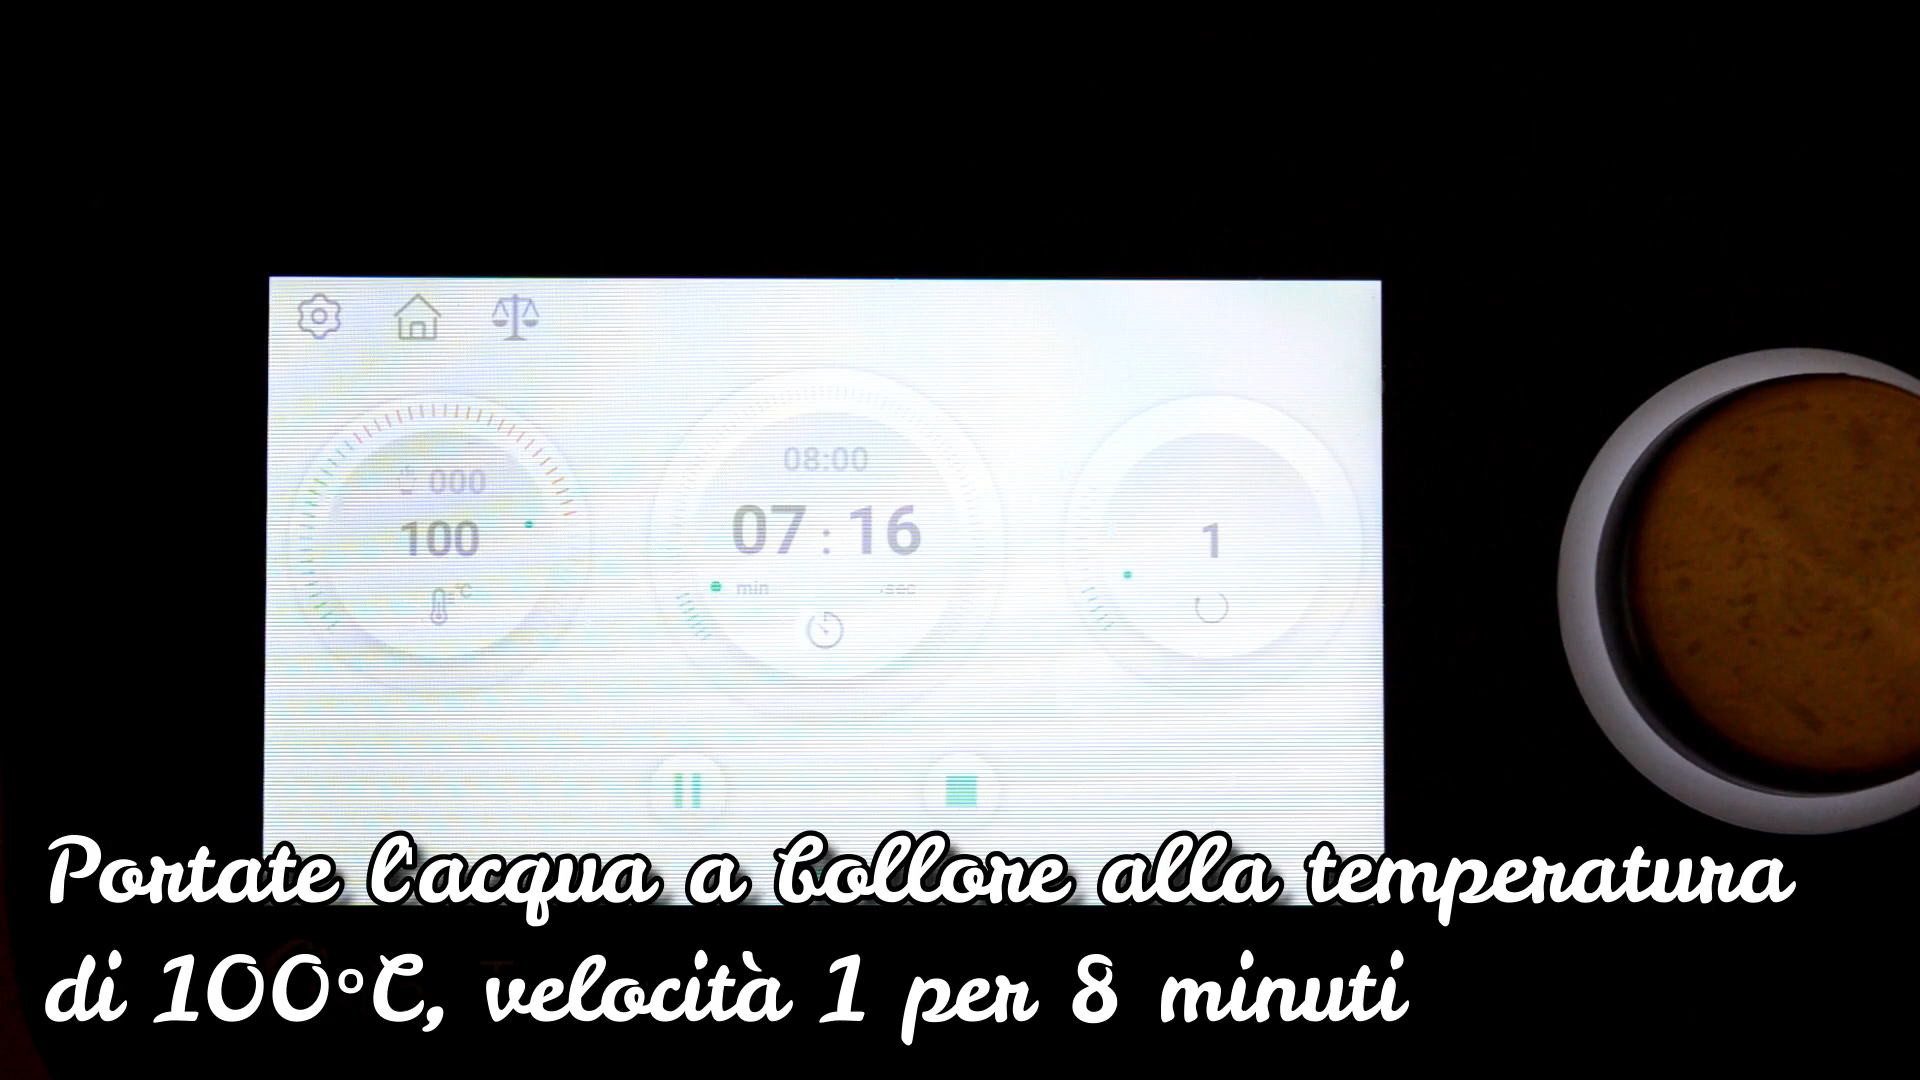 08:00
000
100
°C
07 : 16
min sec
1
Portate l'acqua a bollore alla temperatura
di 100°C, velocità 1 per 8 minuti